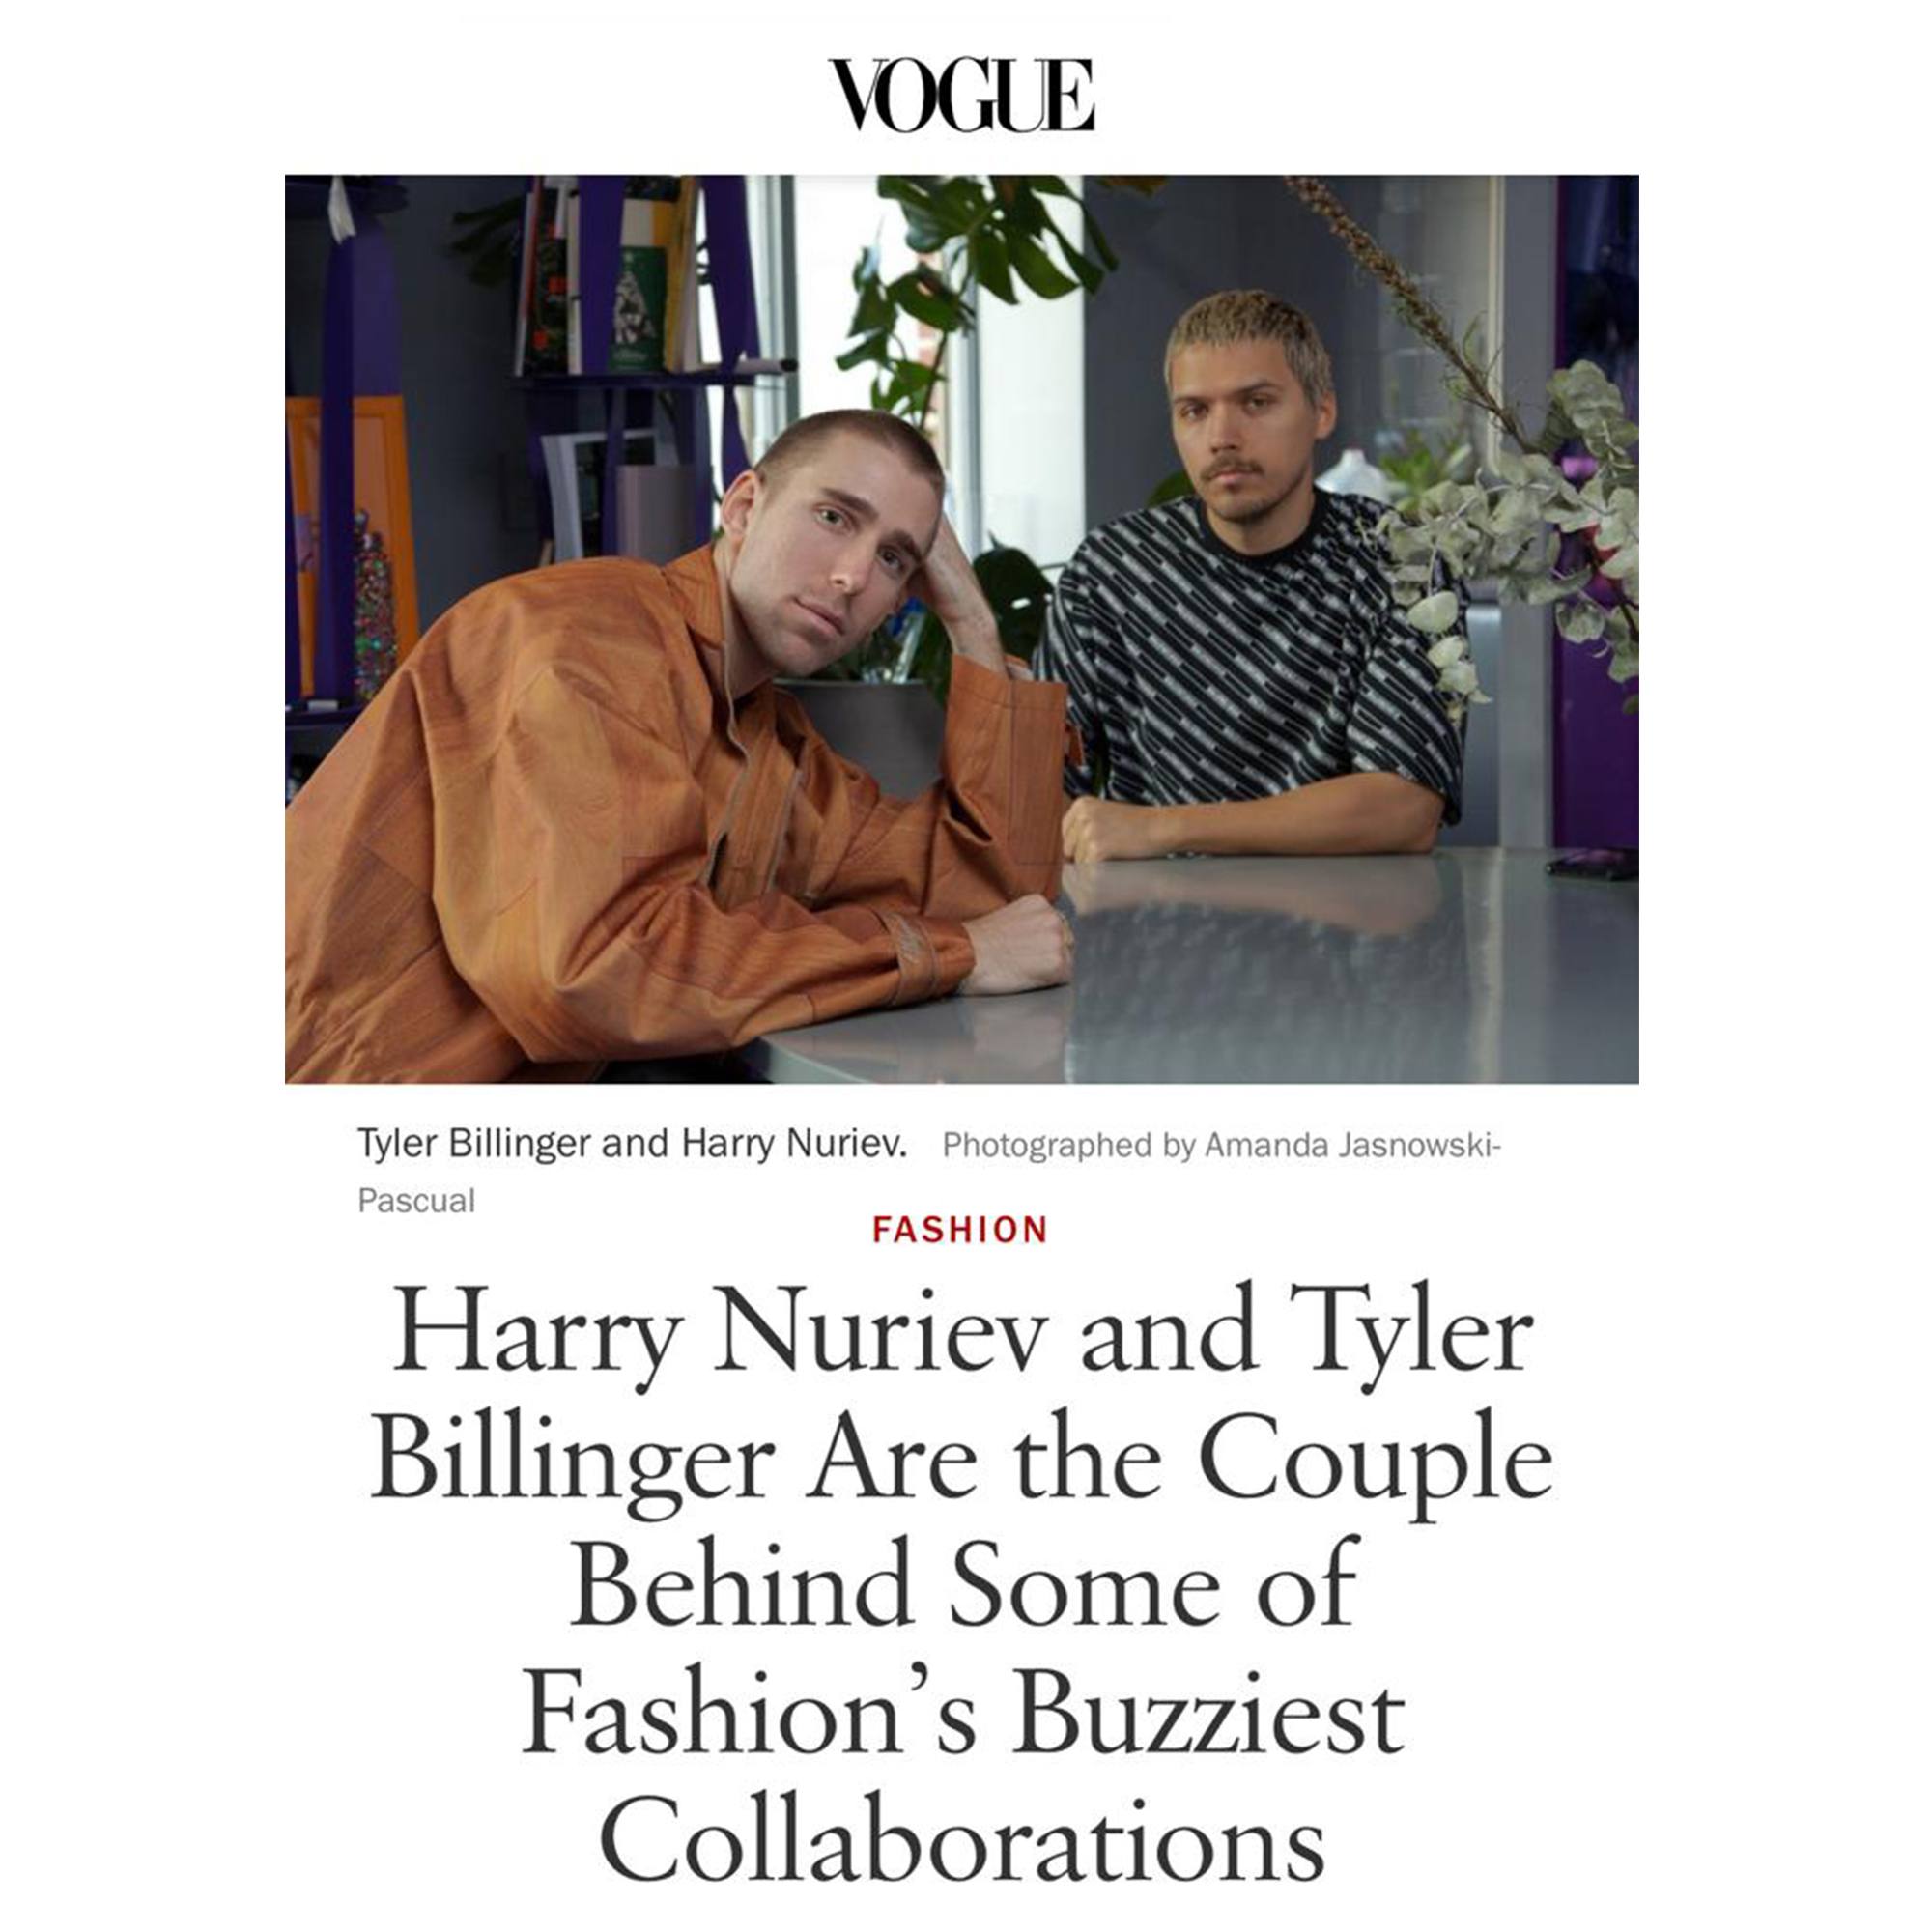 VOGUE
Tyler Billinger and Harry Nuriev. Photographed by Amanda Jasnowski-
Pascual
FASHION
Harry Nuriev and Tyler
Billinger Are the Couple
Behind Some of
Fashion’s Buzziest
Collaborations